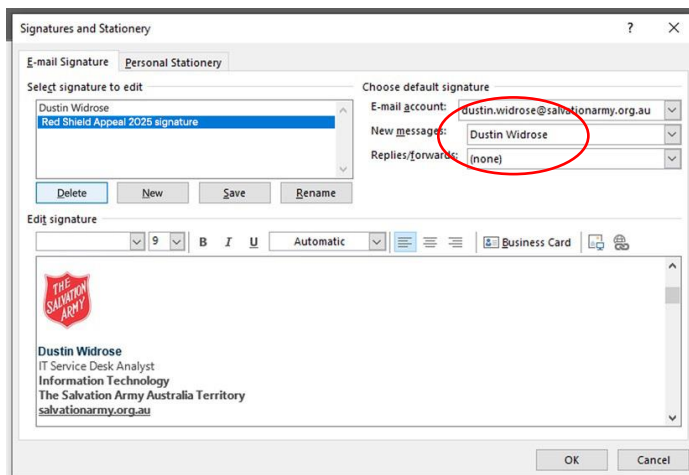 Signatures and Stationery ? X
E-mail Signature Personal Stationery
Select signature to edit
Dustin Widrose
Red Shield Appeal 2025 signature
Delete New Save Rename
Choose default signature
E-mail account: dustin.widrose@salvationarmy.org.au
New messages: Dustin Widrose
Replies/forwards: (none)
Edit signature
9 B I U Automatic Business Card
THE
SALVATION
ARMY
Dustin Widrose
IT Service Desk Analyst
Information Technology
The Salvation Army Australia Territory
salvationarmy.org.au
OK Cancel